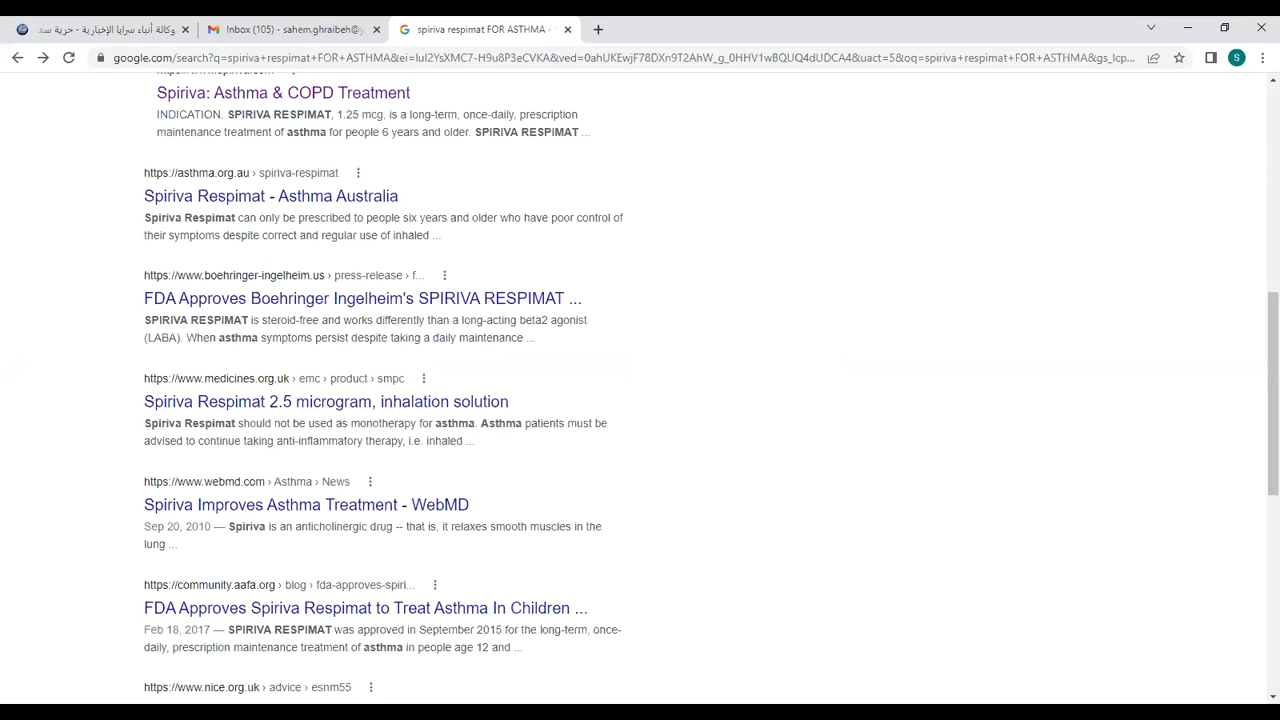 وكالة أنباء سرايا الإخبارية - حرية سقـ
Inbox (105) - sahem.ghraibeh@
spiriva respimat FOR ASTHMA -
google.com/search?q=spiriva+respimat+FOR+ASTHMA&ei=IuI2YsXMC7-H9u8P3eCVKA&ved=0ahUKEwjF78DXn9T2AhW_g_0HHV1wBQUQ4dUDCA4&uact=5&oq=spiriva+respimat+FOR+ASTHMA&gs_lcp...
S
Spiriva: Asthma & COPD Treatment
INDICATION. SPIRIVA RESPIMAT, 1.25 mcg, is a long-term, once-daily, prescription
maintenance treatment of asthma for people 6 years and older. SPIRIVA RESPIMAT ...
https://asthma.org.au › spiriva-respimat
Spiriva Respimat - Asthma Australia
Spiriva Respimat can only be prescribed to people six years and older who have poor control of
their symptoms despite correct and regular use of inhaled ...
https://www.boehringer-ingelheim.us › press-release › f...
FDA Approves Boehringer Ingelheim's SPIRIVA RESPIMAT ...
SPIRIVA RESPIMAT is steroid-free and works differently than a long-acting beta2 agonist
(LABA). When asthma symptoms persist despite taking a daily maintenance ...
https://www.medicines.org.uk › emc › product › smpc
Spiriva Respimat 2.5 microgram, inhalation solution
Spiriva Respimat should not be used as monotherapy for asthma. Asthma patients must be
advised to continue taking anti-inflammatory therapy, i.e. inhaled ...
https://www.webmd.com › Asthma › News
Spiriva Improves Asthma Treatment - WebMD
Sep 20, 2010 — Spiriva is an anticholinergic drug -- that is, it relaxes smooth muscles in the
lung ...
https://community.aafa.org › blog › fda-approves-spiri...
FDA Approves Spiriva Respimat to Treat Asthma In Children ...
Feb 18, 2017 — SPIRIVA RESPIMAT was approved in September 2015 for the long-term, once-
daily, prescription maintenance treatment of asthma in people age 12 and ...
https://www.nice.org.uk › advice › esnm55